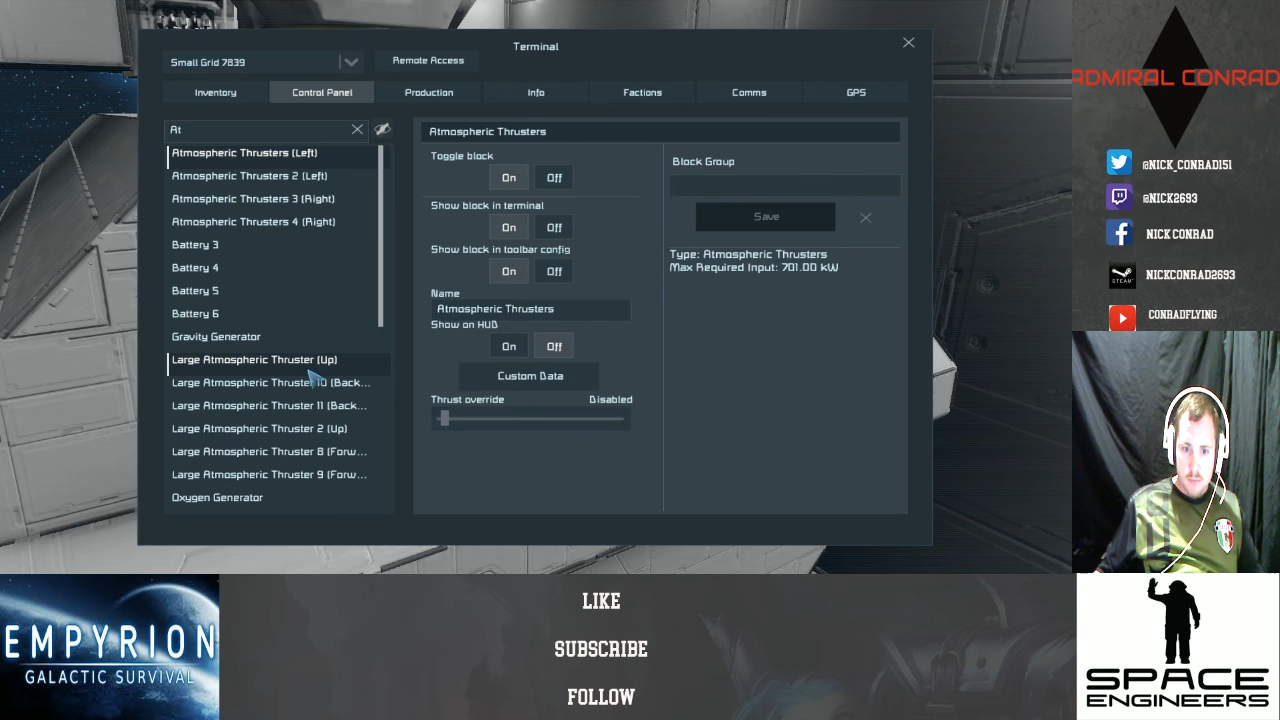 Terminal
Small Grid 7839
Remote Access
Inventory
Control Panel
Production
Info
Factions
Comms
GPS
At
Atmospheric Thrusters (Left)
Atmospheric Thrusters 2 (Left)
Atmospheric Thrusters 3 (Right)
Atmospheric Thrusters 4 (Right)
Battery 3
Battery 4
Battery 5
Battery 6
Gravity Generator
Large Atmospheric Thruster (Up)
Large Atmospheric Thruster 10 (Back...
Large Atmospheric Thruster 11 (Back...
Large Atmospheric Thruster 2 (Up)
Large Atmospheric Thruster 8 (Forw...
Large Atmospheric Thruster 9 (Forw...
Oxygen Generator
Atmospheric Thrusters
Toggle block
On Off
Show block in terminal
On Off
Show block in toolbar config
On Off
Name
Atmospheric Thrusters
Show on HUD
On Off
Custom Data
Thrust override Disabled
Block Group
Save
Type: Atmospheric Thrusters
Max Required Input: 701.00 kW
ADMIRAL CONRAD
@NICK_CONRAD151
@NICK2693
NICK CONRAD
STEAM
NICKCONRAD2693
CONRADFLYING
EMPYRION
GALACTIC SURVIVAL
LIKE
SUBSCRIBE
FOLLOW
SPACE
ENGINEERS